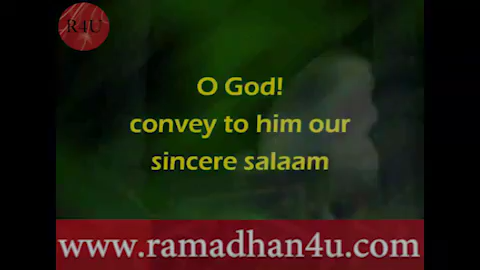 R4U
O God!
convey to him our
sincere salaam
www.ramadhan4u.com